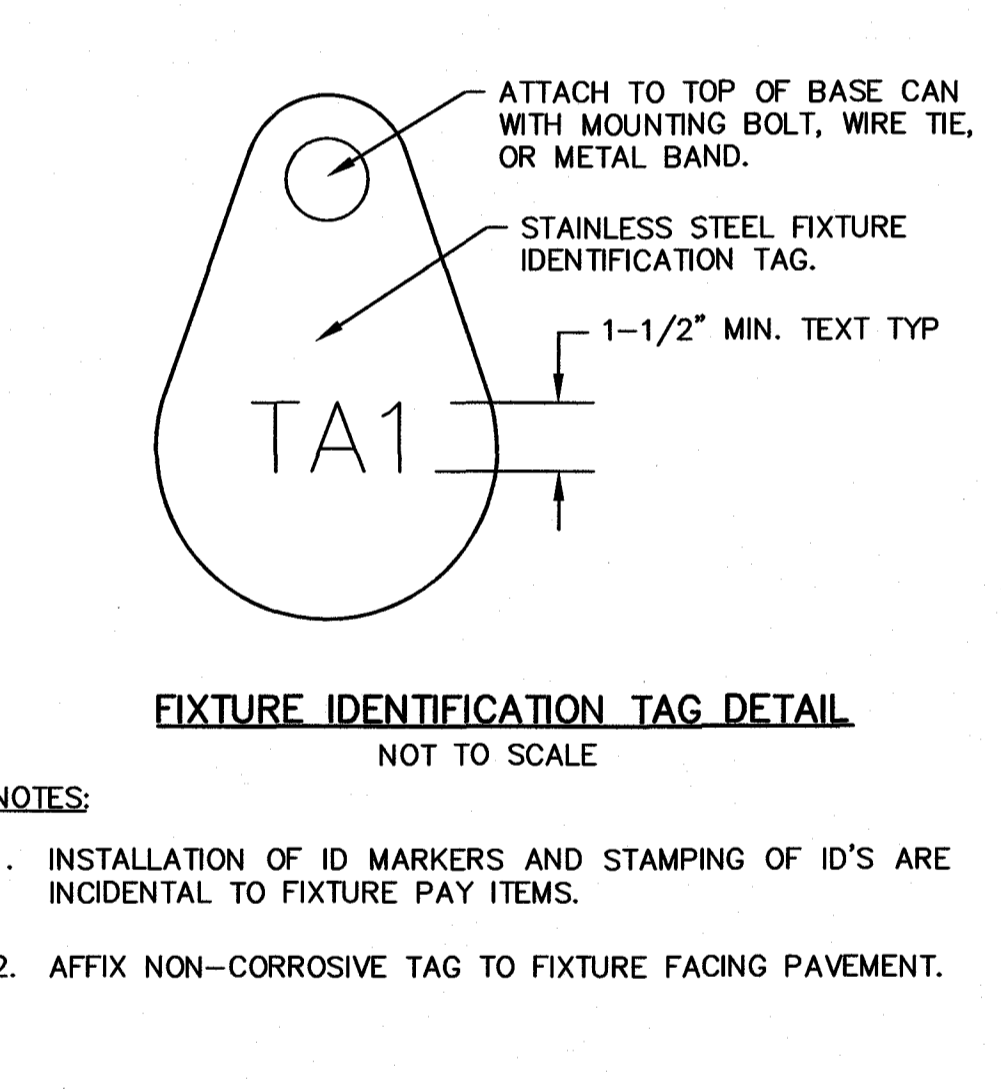 ATTACH TO TOP OF BASE CAN
WITH MOUNTING BOLT, WIRE TIE,
OR METAL BAND.
STAINLESS STEEL FIXTURE
IDENTIFICATION TAG.
1-1/2" MIN. TEXT TYP
TA1
FIXTURE IDENTIFICATION TAG DETAIL
NOT TO SCALE
NOTES:
. INSTALLATION OF ID MARKERS AND STAMPING OF ID'S ARE
INCIDENTAL TO FIXTURE PAY ITEMS.
2. AFFIX NON-CORROSIVE TAG TO FIXTURE FACING PAVEMENT.